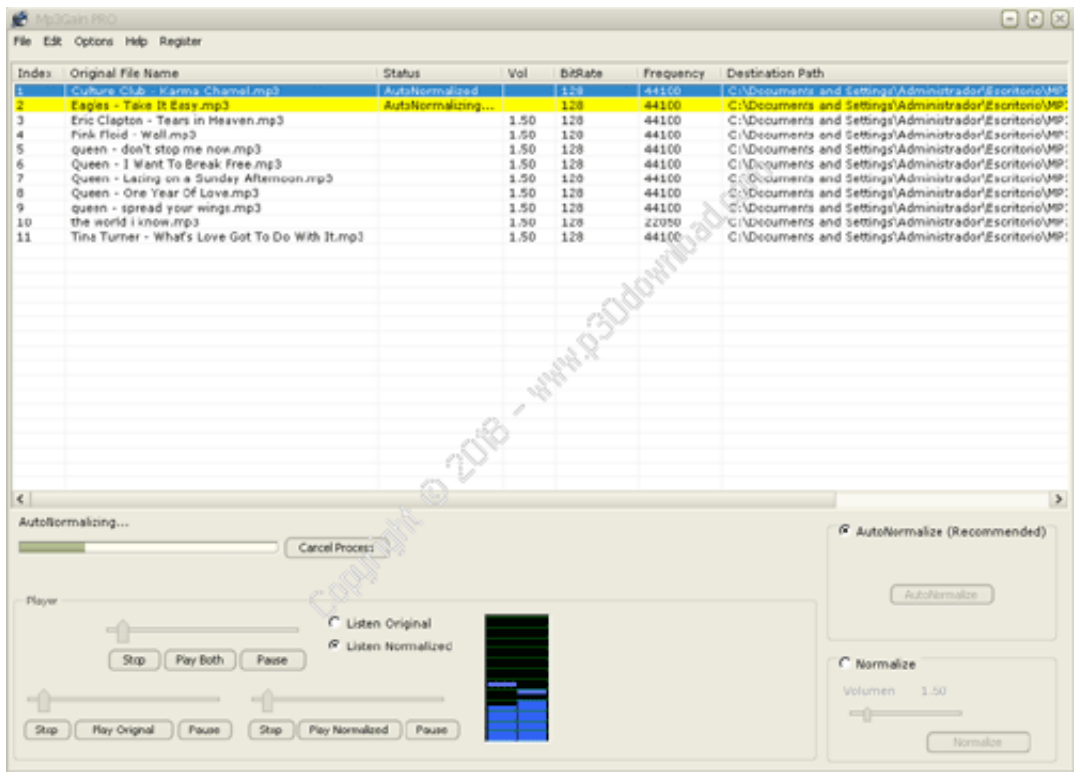 Mp3Gain PRO
File Edit Options Help Register
Index Original File Name Status Vol BitRate Frequency Destination Path
1 Culture Club - Karma Chamel.mp3 AutoNormalized 128 44100 C:\Documents and Settings\Administrador\Escritorio\MP3
2 Eagles - Take It Easy.mp3 AutoNormalizing... 128 44100 C:\Documents and Settings\Administrador\Escritorio\MP3
3 Eric Clapton - Tears in Heaven.mp3 1.50 128 44100 C:\Documents and Settings\Administrador\Escritorio\MP3
4 Pink Floid - Wall.mp3 1.50 128 44100 C:\Documents and Settings\Administrador\Escritorio\MP3
5 queen - don't stop me now.mp3 1.50 128 44100 C:\Documents and Settings\Administrador\Escritorio\MP3
6 Queen - I Want To Break Free.mp3 1.50 128 44100 C:\Documents and Settings\Administrador\Escritorio\MP3
7 Queen - Lazing on a Sunday Afternoon.mp3 1.50 128 44100 C:\Documents and Settings\Administrador\Escritorio\MP3
8 Queen - One Year Of Love.mp3 1.50 128 44100 C:\Documents and Settings\Administrador\Escritorio\MP3
9 queen - spread your wings.mp3 1.50 128 44100 C:\Documents and Settings\Administrador\Escritorio\MP3
10 the world i know.mp3 1.50 128 22050 C:\Documents and Settings\Administrador\Escritorio\MP3
11 Tina Turner - What's Love Got To Do With It.mp3 1.50 128 44100 C:\Documents and Settings\Administrador\Escritorio\MP3
Copyright © 2018 - www.p30download.com
AutoNormalizing...
Cancel Process
AutoNormalize (Recommended)
AutoNormalize
Player
Listen Original
Listen Normalized
Stop Play Both Pause
Stop Play Original Pause Stop Play Normalized Pause
Normalize
Volumen 1.50
Normalize